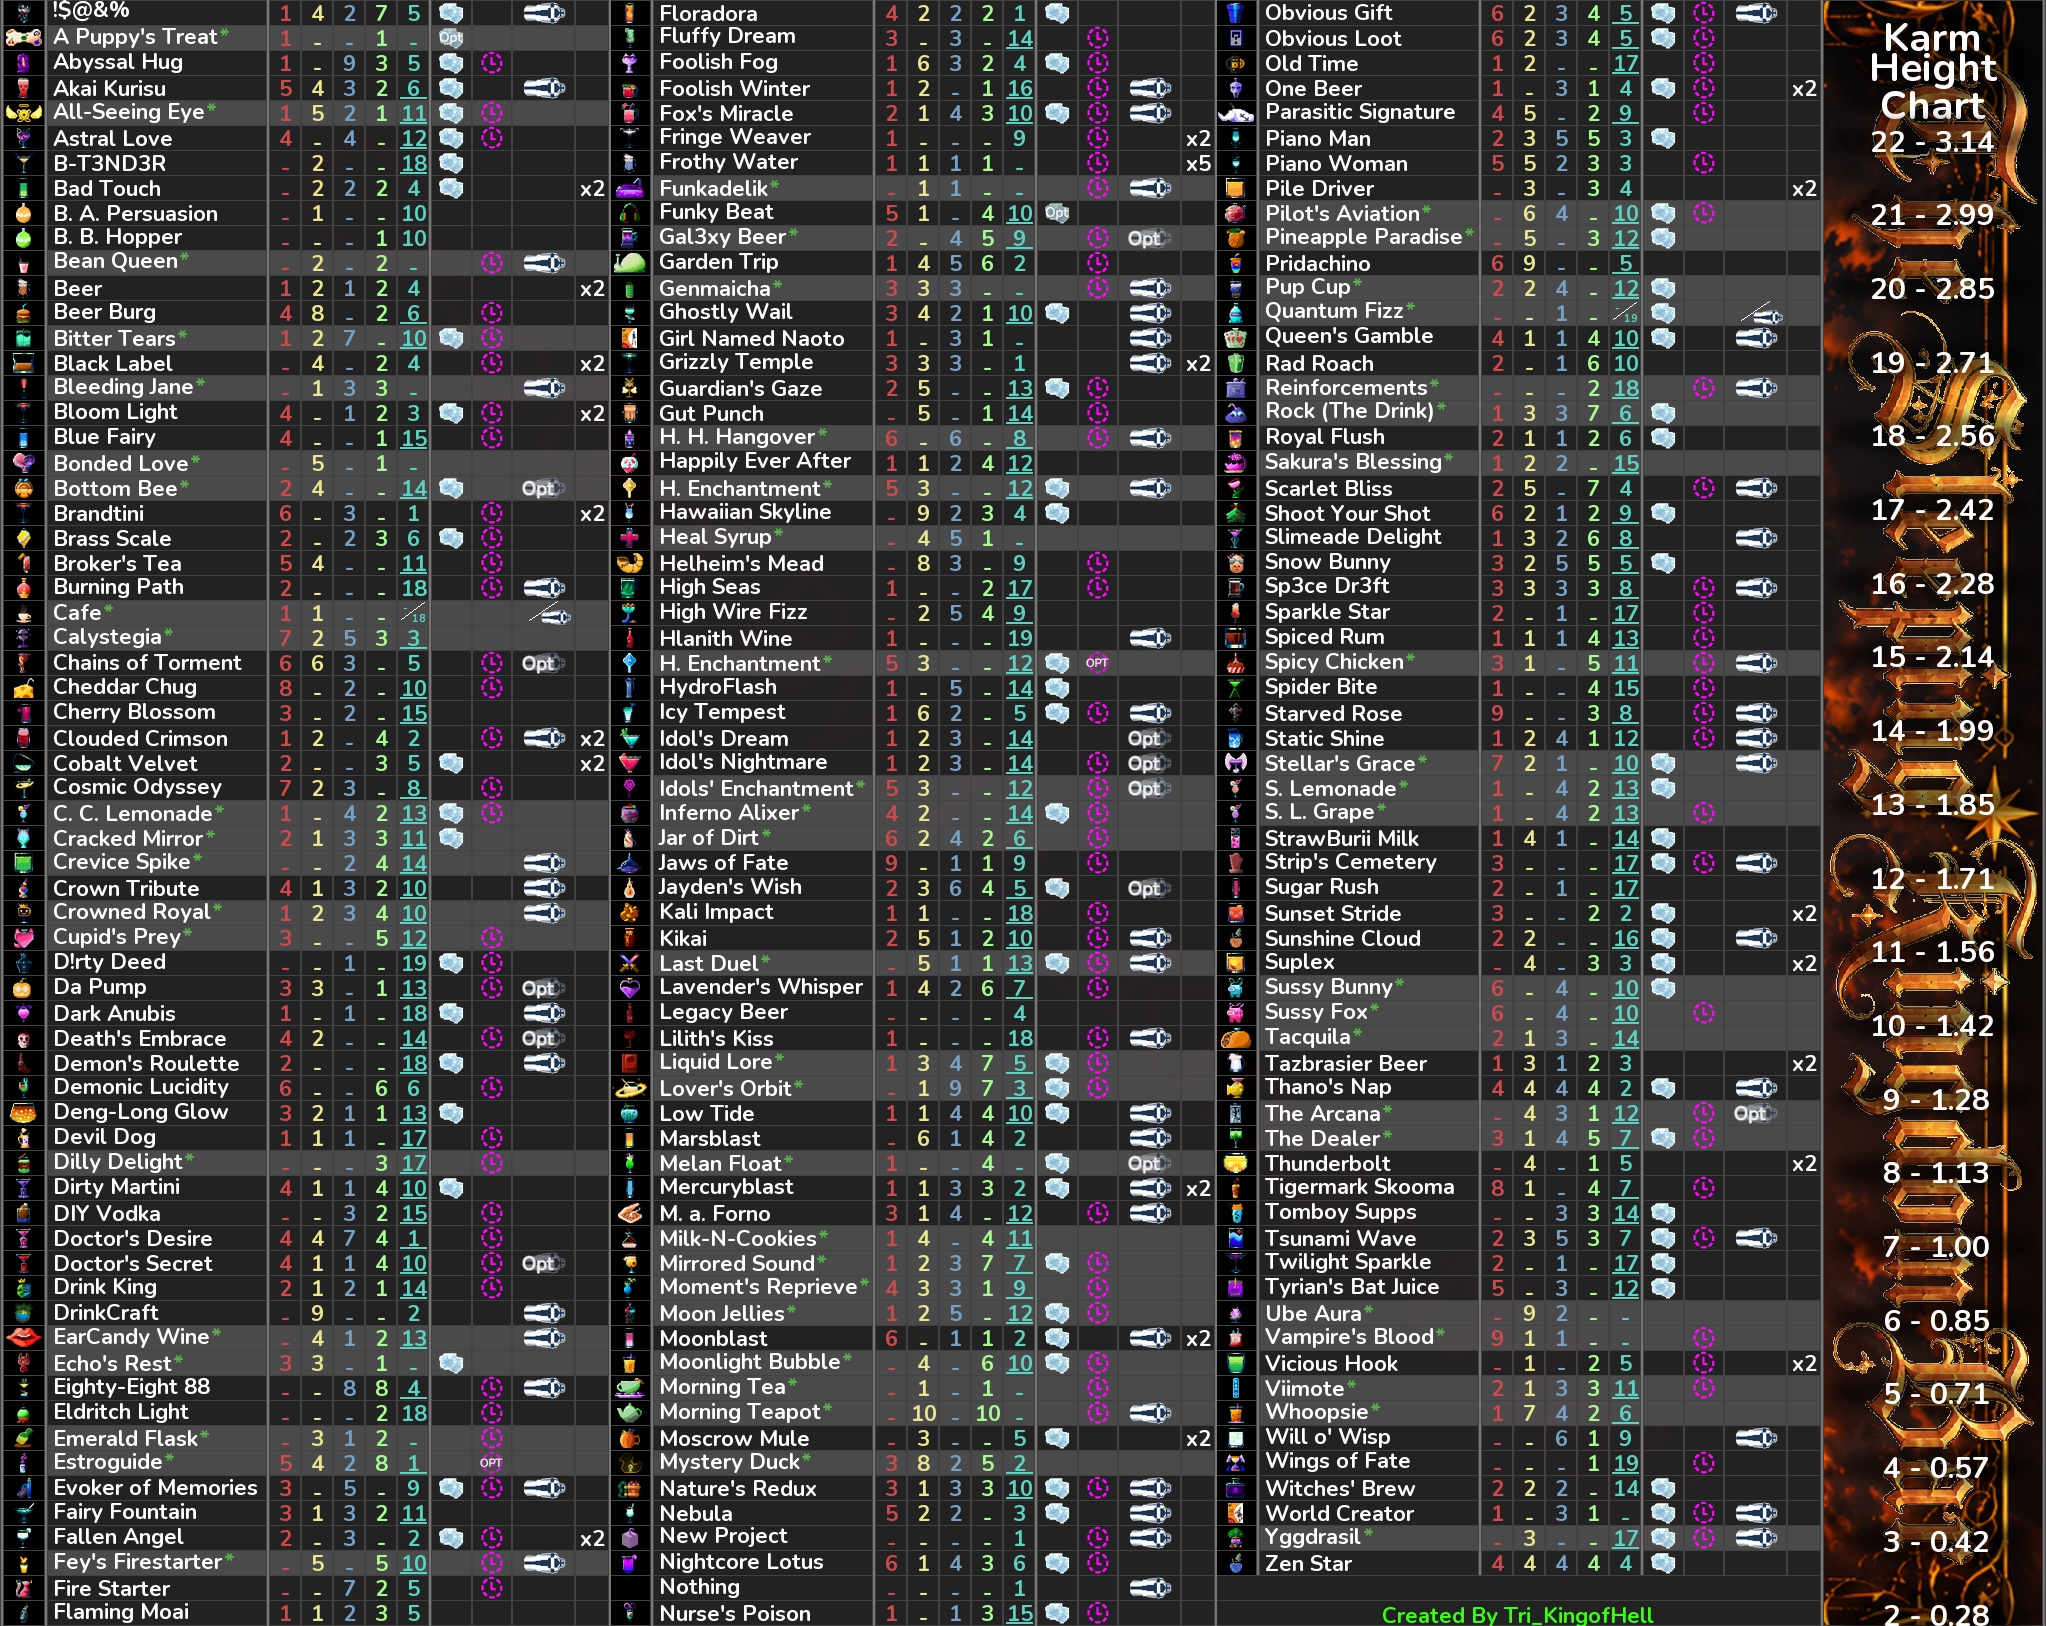 !$@&% 1 4 2 7 5
A Puppy's Treat* 1 - - 1 - Opt
Abyssal Hug 1 - 9 3 5
Akai Kurisu 5 4 3 2 6
All-Seeing Eye* 1 5 2 1 11
Astral Love 4 - 4 - 12
B-T3ND3R - 2 - - 18
Bad Touch - 2 2 2 4 x2
B. A. Persuasion - 1 - - 10
B. B. Hopper - - - 1 10
Bean Queen* - 2 - 2 -
Beer 1 2 1 2 4 x2
Beer Burg 4 8 - 2 6
Bitter Tears* 1 2 7 - 10
Black Label - 4 - 2 4 x2
Bleeding Jane* - 1 3 3 -
Bloom Light 4 - 1 2 3 x2
Blue Fairy 4 - - 1 15
Bonded Love* - 5 - 1 -
Bottom Bee* 2 4 - - 14 Opt
Brandtini 6 - 3 - 1 x2
Brass Scale 2 - 2 3 6
Broker's Tea 5 4 - - 11
Burning Path 2 - - - 18
Cafe* 1 1 - - -/18
Calystegia* 7 2 5 3 3
Chains of Torment 6 6 3 - 5 Opt
Cheddar Chug 8 - 2 - 10
Cherry Blossom 3 - 2 - 15
Clouded Crimson 1 2 - 4 2 x2
Cobalt Velvet 2 - - 3 5 x2
Cosmic Odyssey 7 2 3 - 8
C. C. Lemonade* 1 - 4 2 13
Cracked Mirror* 2 1 3 3 11
Crevice Spike* - - 2 4 14
Crown Tribute 4 1 3 2 10
Crowned Royal* 1 2 3 4 10
Cupid's Prey* 3 - - 5 12
D!rty Deed - - 1 - 19
Da Pump 3 3 - 1 13 Opt
Dark Anubis 1 - 1 - 18
Death's Embrace 4 2 - - 14 Opt
Demon's Roulette 2 - - - 18
Demonic Lucidity 6 - - 6 6
Deng-Long Glow 3 2 1 1 13
Devil Dog 1 1 1 - 17
Dilly Delight* - - - 3 17
Dirty Martini 4 1 1 4 10
DIY Vodka - - 3 2 15
Doctor's Desire 4 4 7 4 1
Doctor's Secret 4 1 1 4 10 Opt
Drink King 2 1 2 1 14
DrinkCraft - 9 - - 2
EarCandy Wine* - 4 1 2 13
Echo's Rest* 3 3 - 1 -
Eighty-Eight 88 - - 8 8 4
Eldritch Light - - - 2 18
Emerald Flask* - 3 1 2 -
Estroguide* 5 4 2 8 1 OPT
Evoker of Memories 3 - 5 - 9
Fairy Fountain 3 1 3 2 11
Fallen Angel 2 - 3 - 2 x2
Fey's Firestarter* - 5 - 5 10
Fire Starter - - 7 2 5
Flaming Moai 1 1 2 3 5
Floradora 4 2 2 2 1
Fluffy Dream 3 - 3 - 14
Foolish Fog 1 6 3 2 4
Foolish Winter 1 2 - 1 16
Fox's Miracle 2 1 4 3 10
Fringe Weaver 1 - - - 9 x2
Frothy Water 1 1 1 1 - x5
Funkadelik* - 1 1 - -
Funky Beat 5 1 - 4 10 Opt
Gal3xy Beer* 2 - 4 5 9 Opt
Garden Trip 1 4 5 6 2
Genmaicha* 3 3 3 - -
Ghostly Wail 3 4 2 1 10
Girl Named Naoto 1 - 3 1 -
Grizzly Temple 3 3 3 - 1 x2
Guardian's Gaze 2 5 - - 13
Gut Punch - 5 - 1 14
H. H. Hangover* 6 - 6 - 8
Happily Ever After 1 1 2 4 12
H. Enchantment* 5 3 - - 12
Hawaiian Skyline - 9 2 3 4
Heal Syrup* - 4 5 1 -
Helheim's Mead - 8 3 - 9
High Seas 1 - - 2 17
High Wire Fizz - 2 5 4 9
Hlanith Wine 1 - - - 19
H. Enchantment* 5 3 - - 12 OPT
HydroFlash 1 - 5 - 14
Icy Tempest 1 6 2 - 5
Idol's Dream 1 2 3 - 14 Opt
Idol's Nightmare 1 2 3 - 14 Opt
Idols' Enchantment* 5 3 - - 12 Opt
Inferno Alixer* 4 2 - - 14
Jar of Dirt* 6 2 4 2 6
Jaws of Fate 9 - 1 1 9
Jayden's Wish 2 3 6 4 5 Opt
Kali Impact 1 1 - - 18
Kikai 2 5 1 2 10
Last Duel* - 5 1 1 13
Lavender's Whisper 1 4 2 6 7
Legacy Beer - - - - 4
Lilith's Kiss 1 - - - 18
Liquid Lore* 1 3 4 7 5
Lover's Orbit* - 1 9 7 3
Low Tide 1 1 4 4 10
Marsblast - 6 1 4 2
Melan Float* 1 - - 4 - Opt
Mercuryblast 1 1 3 3 2 x2
M. a. Forno 3 1 4 - 12
Milk-N-Cookies* 1 4 - 4 11
Mirrored Sound* 1 2 3 7 7
Moment's Reprieve* 4 3 3 1 9
Moon Jellies* 1 2 5 - 12
Moonblast 6 - 1 1 2 x2
Moonlight Bubble* - 4 - 6 10
Morning Tea* - 1 - 1 -
Morning Teapot* - 10 - 10 -
Moscrow Mule - 3 - - 5 x2
Mystery Duck* 3 8 2 5 2
Nature's Redux 3 1 3 3 10
Nebula 5 2 2 - 3
New Project - - - - 1
Nightcore Lotus 6 1 4 3 6
Nothing - - - - 1
Nurse's Poison 1 - 1 3 15
Obvious Gift 6 2 3 4 5
Obvious Loot 6 2 3 4 5
Old Time 1 2 - - 17
One Beer 1 - 3 1 4 x2
Parasitic Signature 4 5 - 2 9
Piano Man 2 3 5 5 3
Piano Woman 5 5 2 3 3
Pile Driver - 3 - 3 4 x2
Pilot's Aviation* - 6 4 - 10
Pineapple Paradise* - 5 - 3 12
Pridachino 6 9 - - 5
Pup Cup* 2 2 4 - 12
Quantum Fizz* - - 1 - /19
Queen's Gamble 4 1 1 4 10
Rad Roach 2 - 1 6 10
Reinforcements* - - - 2 18
Rock (The Drink)* 1 3 3 7 6
Royal Flush 2 1 1 2 6
Sakura's Blessing* 1 2 2 - 15
Scarlet Bliss 2 5 - 7 4
Shoot Your Shot 6 2 1 2 9
Slimeade Delight 1 3 2 6 8
Snow Bunny 3 2 5 5 5
Sp3ce Dr3ft 3 3 3 3 8
Sparkle Star 2 - 1 - 17
Spiced Rum 1 1 1 4 13
Spicy Chicken* 3 1 - 5 11
Spider Bite 1 - - 4 15
Starved Rose 9 - - 3 8
Static Shine 1 2 4 1 12
Stellar's Grace* 7 2 1 - 10
S. Lemonade* 1 - 4 2 13
S. L. Grape* 1 - 4 2 13
StrawBurii Milk 1 4 1 - 14
Strip's Cemetery 3 - - - 17
Sugar Rush 2 - 1 - 17
Sunset Stride 3 - - 2 2 x2
Sunshine Cloud 2 2 - - 16
Suplex - 4 - 3 3 x2
Sussy Bunny* 6 - 4 - 10
Sussy Fox* 6 - 4 - 10
Tacquila* 2 1 3 - 14
Tazbrasier Beer 1 3 1 2 3 x2
Thano's Nap 4 4 4 4 2
The Arcana* - 4 3 1 12 Opt
The Dealer* 3 1 4 5 7
Thunderbolt - 4 - 1 5 x2
Tigermark Skooma 8 1 - 4 7
Tomboy Supps - - 3 3 14
Tsunami Wave 2 3 5 3 7
Twilight Sparkle 2 - 1 - 17
Tyrian's Bat Juice 5 - 3 - 12
Ube Aura* - 9 2 - -
Vampire's Blood* 9 1 1 - -
Vicious Hook - 1 - 2 5 x2
Viimote* 2 1 3 3 11
Whoopsie* 1 7 4 2 6
Will o' Wisp - - 6 1 9
Wings of Fate - - - 1 19
Witches' Brew 2 2 2 - 14
World Creator 1 - 3 1 -
Yggdrasil* - 3 - - 17
Zen Star 4 4 4 4 4
Created By Tri_KingofHell
Karm
Height
Chart
22 - 3.14
21 - 2.99
20 - 2.85
19 - 2.71
18 - 2.56
17 - 2.42
16 - 2.28
15 - 2.14
14 - 1.99
13 - 1.85
12 - 1.71
11 - 1.56
10 - 1.42
9 - 1.28
8 - 1.13
7 - 1.00
6 - 0.85
5 - 0.71
4 - 0.57
3 - 0.42
2 - 0.28